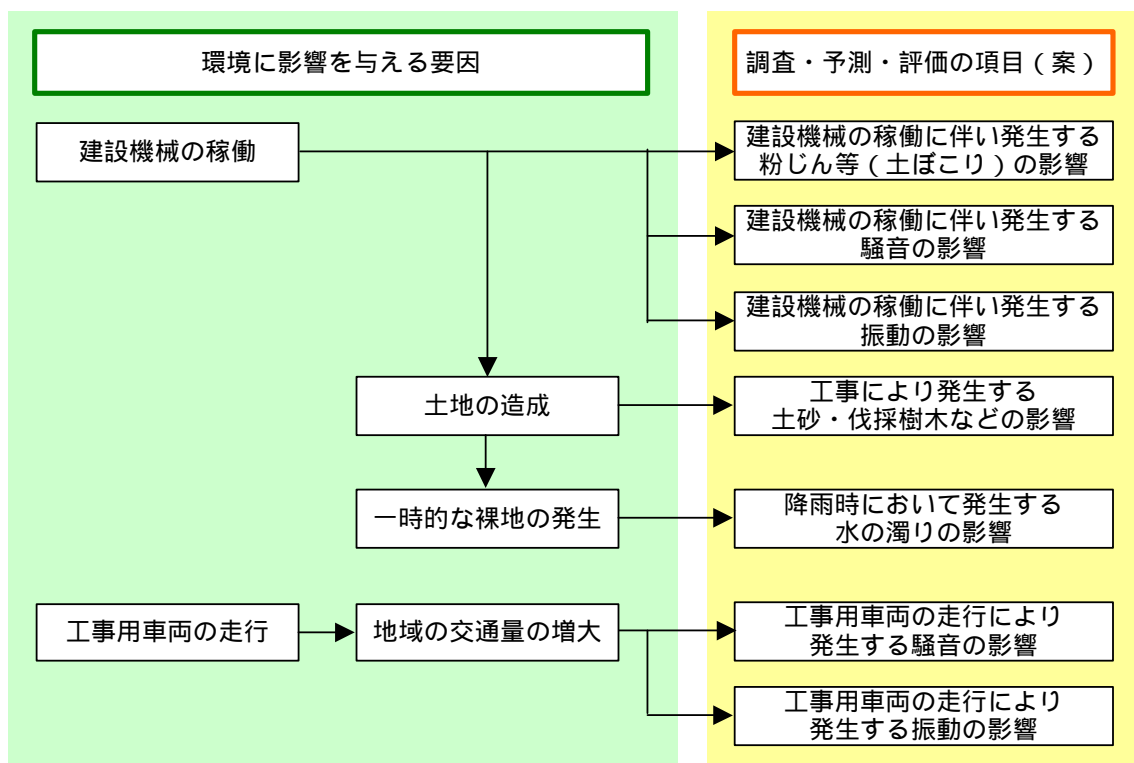 環境に影響を与える要因
調査・予測・評価の項目(案)
建設機械の稼働
建設機械の稼働に伴い発生する
粉じん等(土ぼこり)の影響
建設機械の稼働に伴い発生する
騒音の影響
建設機械の稼働に伴い発生する
振動の影響
土地の造成
工事により発生する
土砂・伐採樹木などの影響
一時的な裸地の発生
降雨時において発生する
水の濁りの影響
工事用車両の走行
地域の交通量の増大
工事用車両の走行により
発生する騒音の影響
工事用車両の走行により
発生する振動の影響